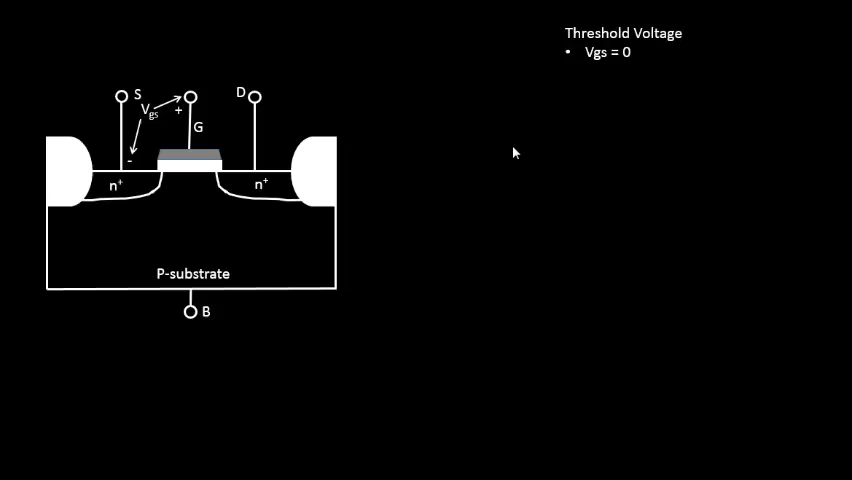 Threshold Voltage
• Vgs = 0
S
D
Vgs
+
G
-
n+
n+
P-substrate
B